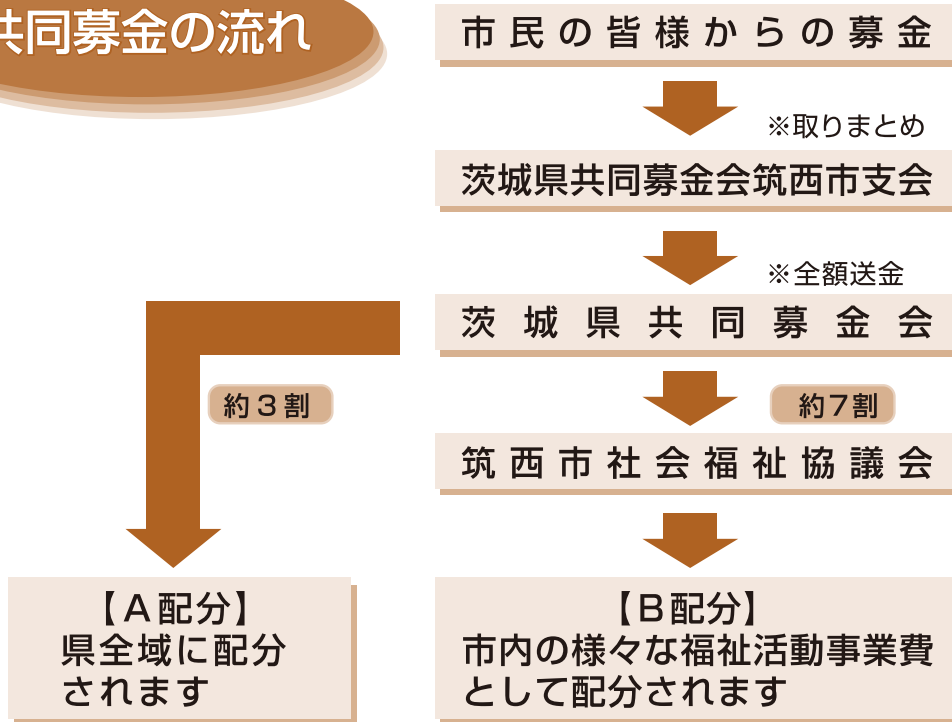 共同募金の流れ
市民の皆様からの募金
※取りまとめ
茨城県共同募金会筑西市支会
※全額送金
茨城県共同募金会
約3割
約7割
筑西市社会福祉協議会
【A配分】
県全域に配分
されます
【B配分】
市内の様々な福祉活動事業費
として配分されます